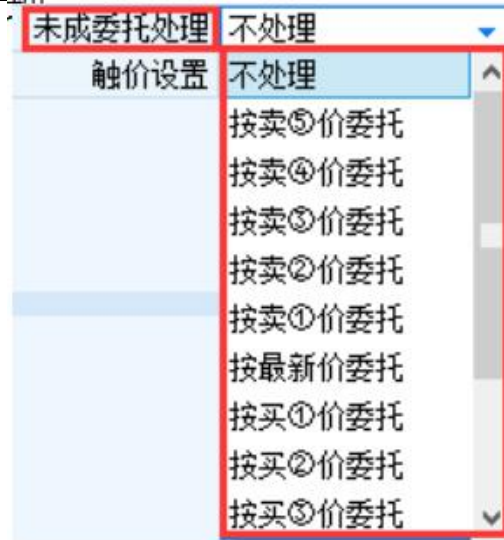 未成委托处理 不处理
触价设置 不处理
按卖⑤价委托
按卖④价委托
按卖③价委托
按卖②价委托
按卖①价委托
按最新价委托
按买①价委托
按买②价委托
按买③价委托